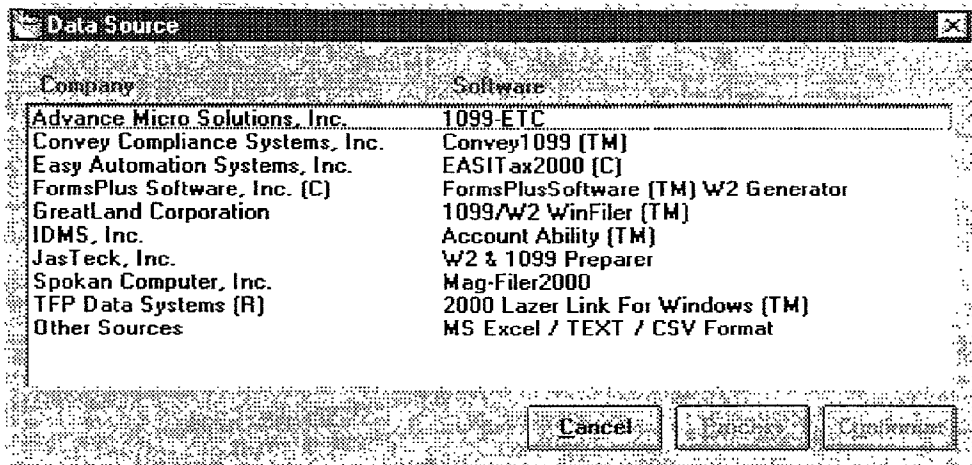 Data Source
Company Software
Advance Micro Solutions, Inc. 1099-ETC
Convey Compliance Systems, Inc. Convey1099 (TM)
Easy Automation Systems, Inc. EASITax2000 (C)
FormsPlus Software, Inc. (C) FormsPlusSoftware (TM) W2 Generator
GreatLand Corporation 1099/W2 WinFiler (TM)
IDMS, Inc. Account Ability (TM)
JasTeck, Inc. W2 & 1099 Preparer
Spokan Computer, Inc. Mag-Filer2000
TFP Data Systems (R) 2000 Lazer Link For Windows (TM)
Other Sources MS Excel / TEXT / CSV Format
Cancel